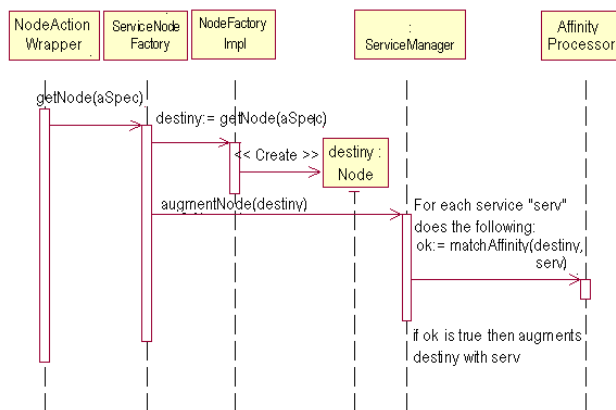 NodeAction
Wrapper
ServiceNode
Factory
NodeFactory
Impl
:
ServiceManager
Affinity
Processor
getNode(aSpec)
destiny:= getNode(aSpec)
<< Create >>
destiny :
Node
augmentNode(destiny)
For each service "serv"
does the following:
ok:= matchAffinity(destiny,
serv)
if ok is true then augments
destiny with serv